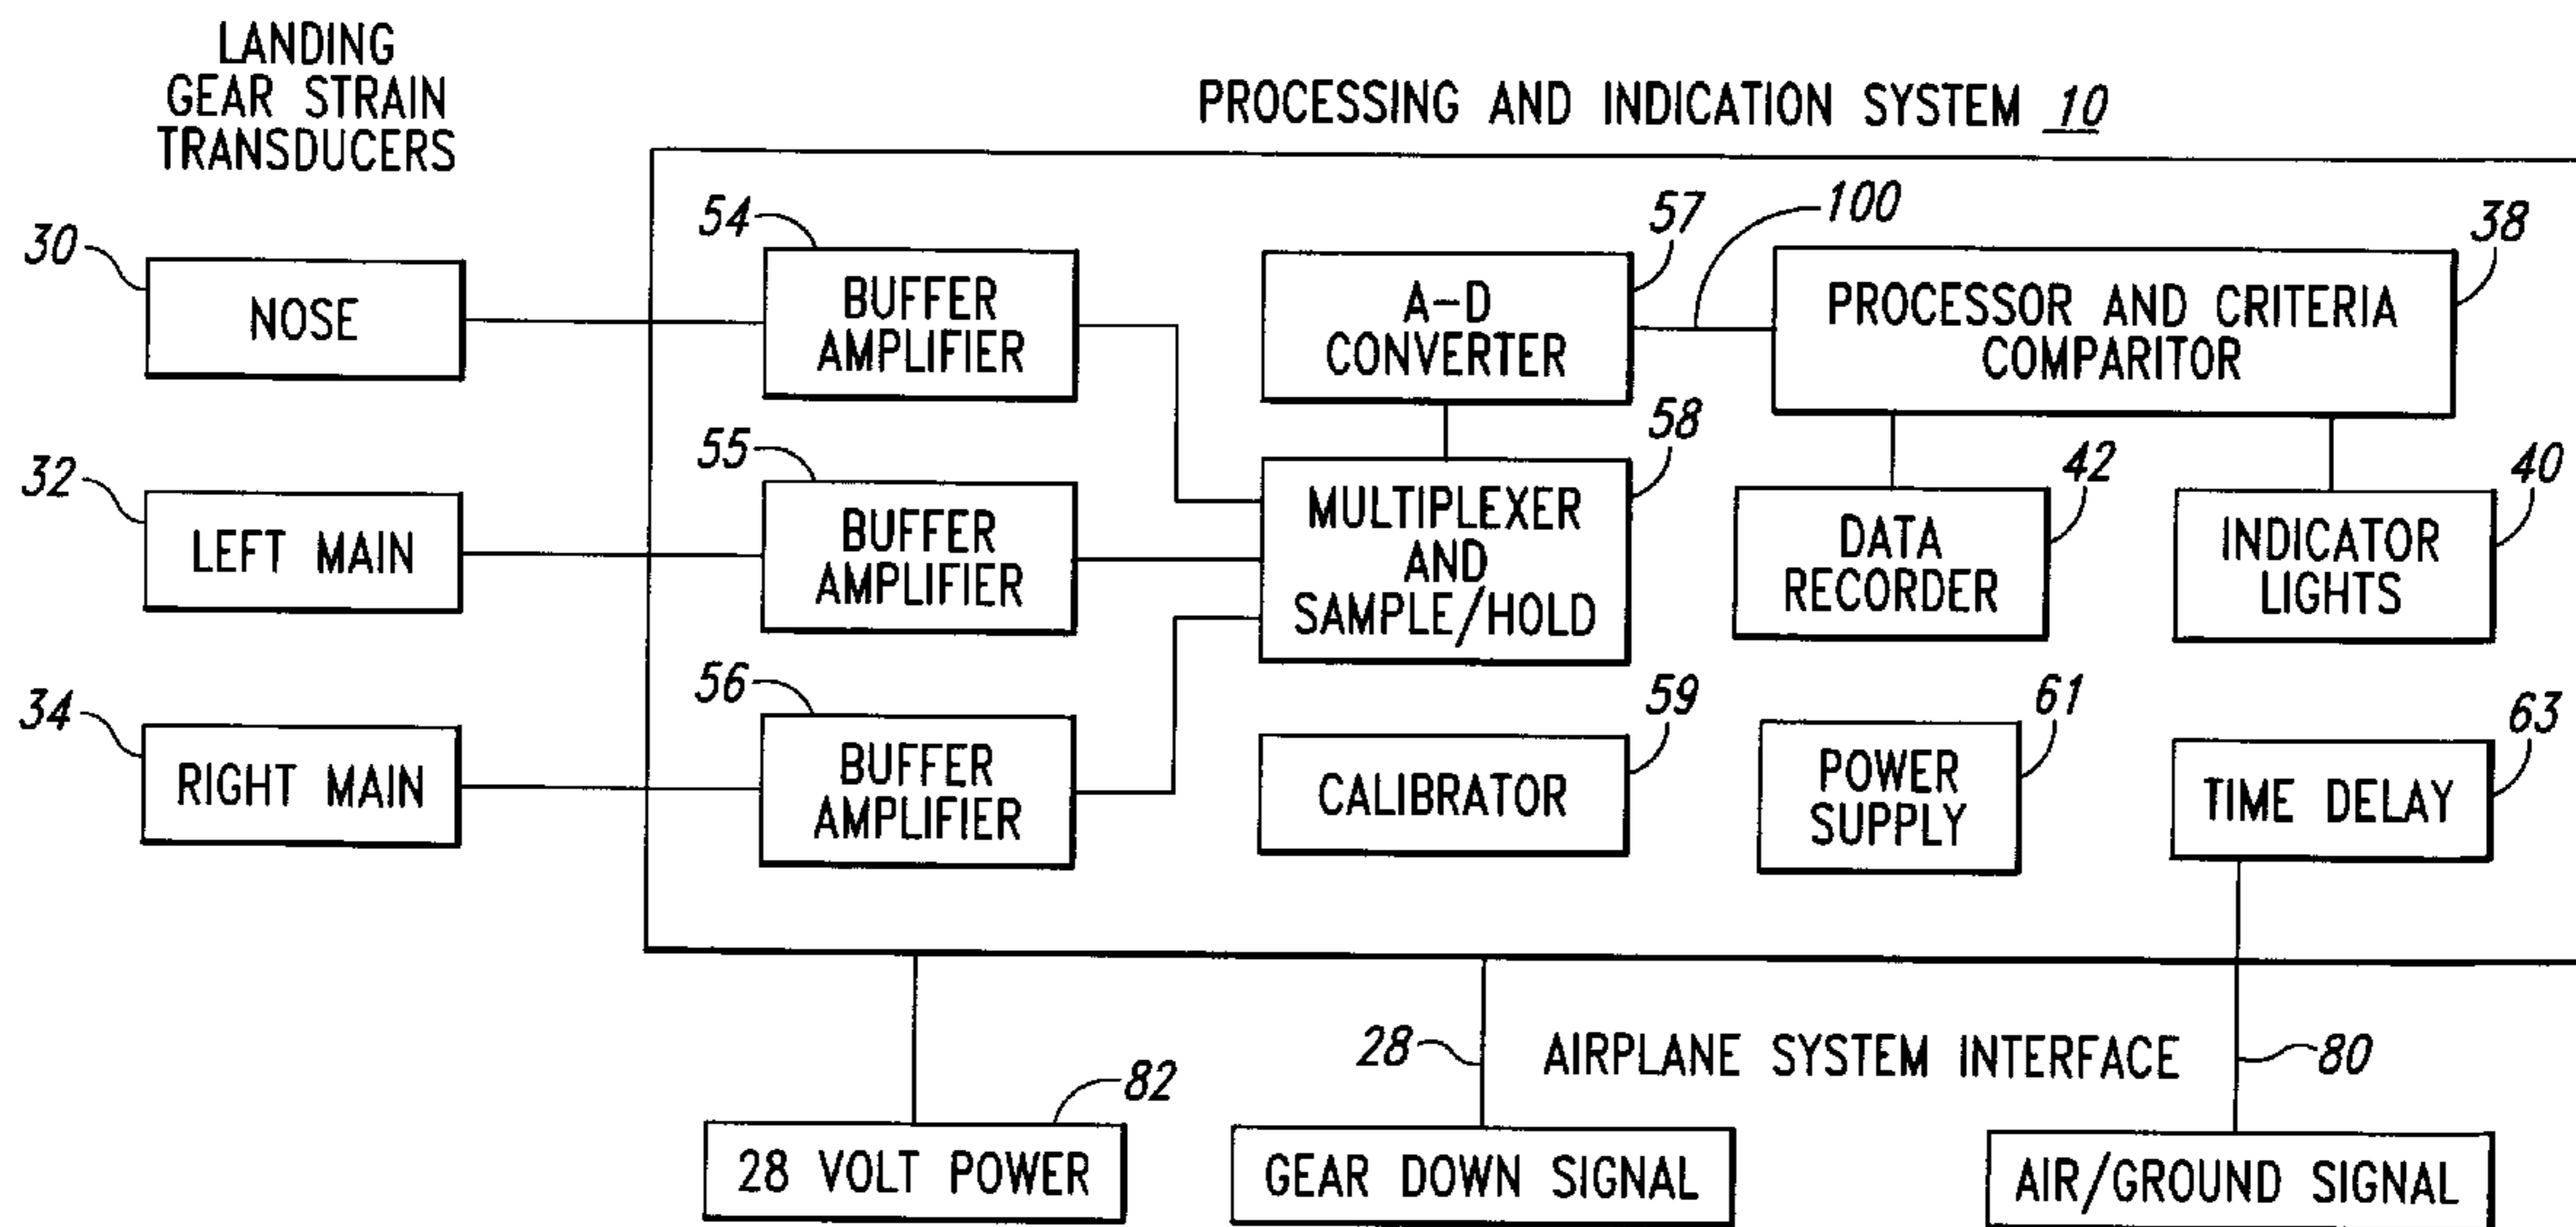 LANDING
GEAR STRAIN
TRANSDUCERS
PROCESSING AND INDICATION SYSTEM 10
30
NOSE
32
LEFT MAIN
34
RIGHT MAIN
54
BUFFER
AMPLIFIER
55
BUFFER
AMPLIFIER
56
BUFFER
AMPLIFIER
57
A-D
CONVERTER
100
58
MULTIPLEXER
AND
SAMPLE/HOLD
59
CALIBRATOR
38
PROCESSOR AND CRITERIA
COMPARITOR
42
DATA
RECORDER
40
INDICATOR
LIGHTS
61
POWER
SUPPLY
63
TIME DELAY
28
AIRPLANE SYSTEM INTERFACE
80
82
28 VOLT POWER
GEAR DOWN SIGNAL
AIR/GROUND SIGNAL